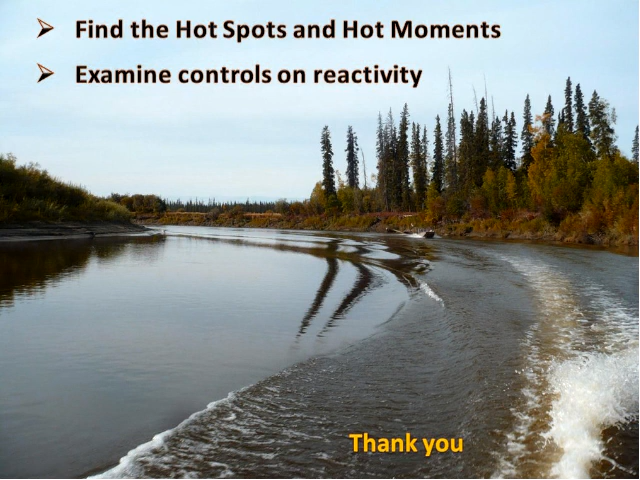 Find the Hot Spots and Hot Moments
Examine controls on reactivity
Thank you